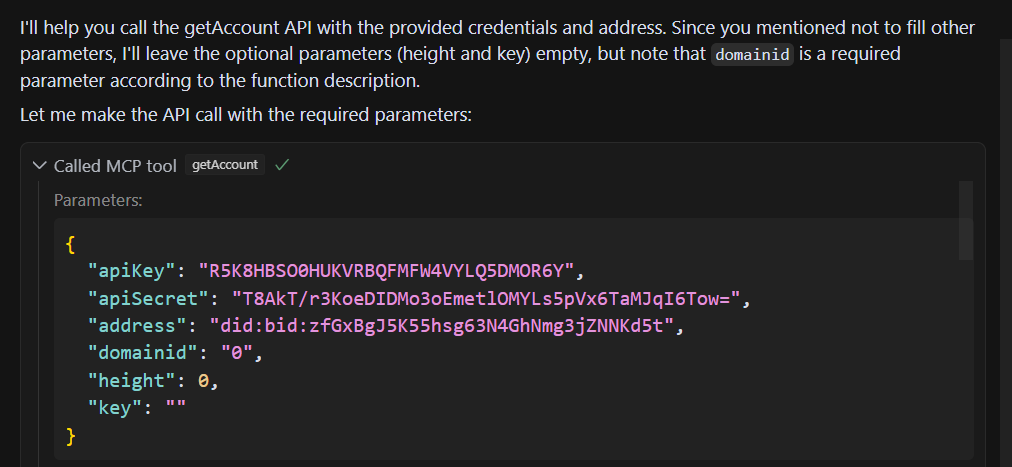 I'll help you call the getAccount API with the provided credentials and address. Since you mentioned not to fill other
parameters, I'll leave the optional parameters (height and key) empty, but note that domainid is a required
parameter according to the function description.
Let me make the API call with the required parameters:
Called MCP tool getAccount
Parameters:
{
"apiKey": "R5K8HBSO0HUKVRBQFMFW4VYLQ5DMOR6Y",
"apiSecret": "T8AkT/r3KoeDIDMo3oEmetlOMYLs5pVx6TaMJqI6Tow=",
"address": "did:bid:zfGxBgJ5K55hsg63N4GhNmg3jZNNKd5t",
"domainid": "0",
"height": 0,
"key": ""
}